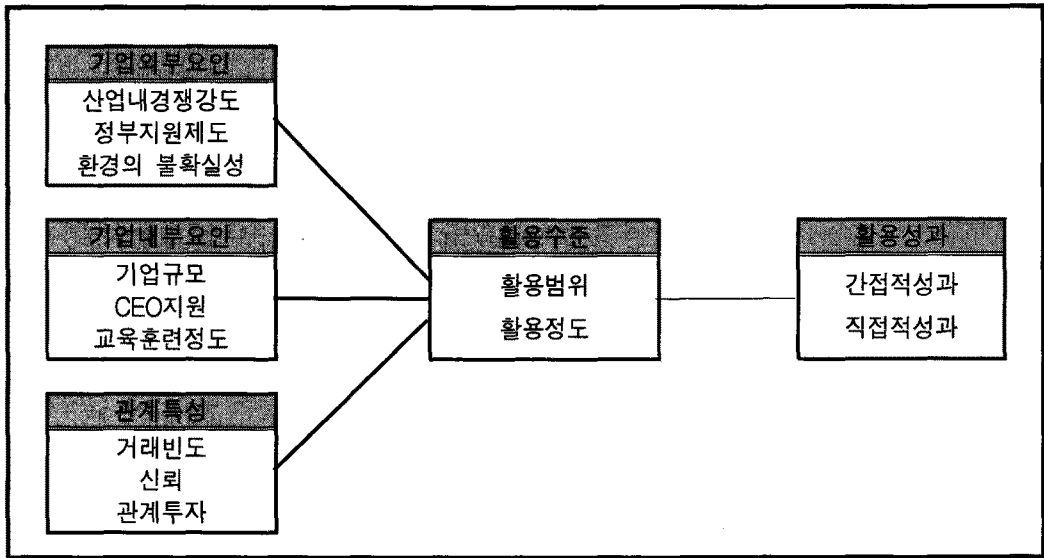 기업외부요인
산업내경쟁강도
정부지원제도
환경의 불확실성
기업내부요인
기업규모
CEO지원
교육훈련정도
관계특성
거래빈도
신뢰
관계투자
활용수준
활용범위
활용정도
활용성과
간접적성과
직접적성과